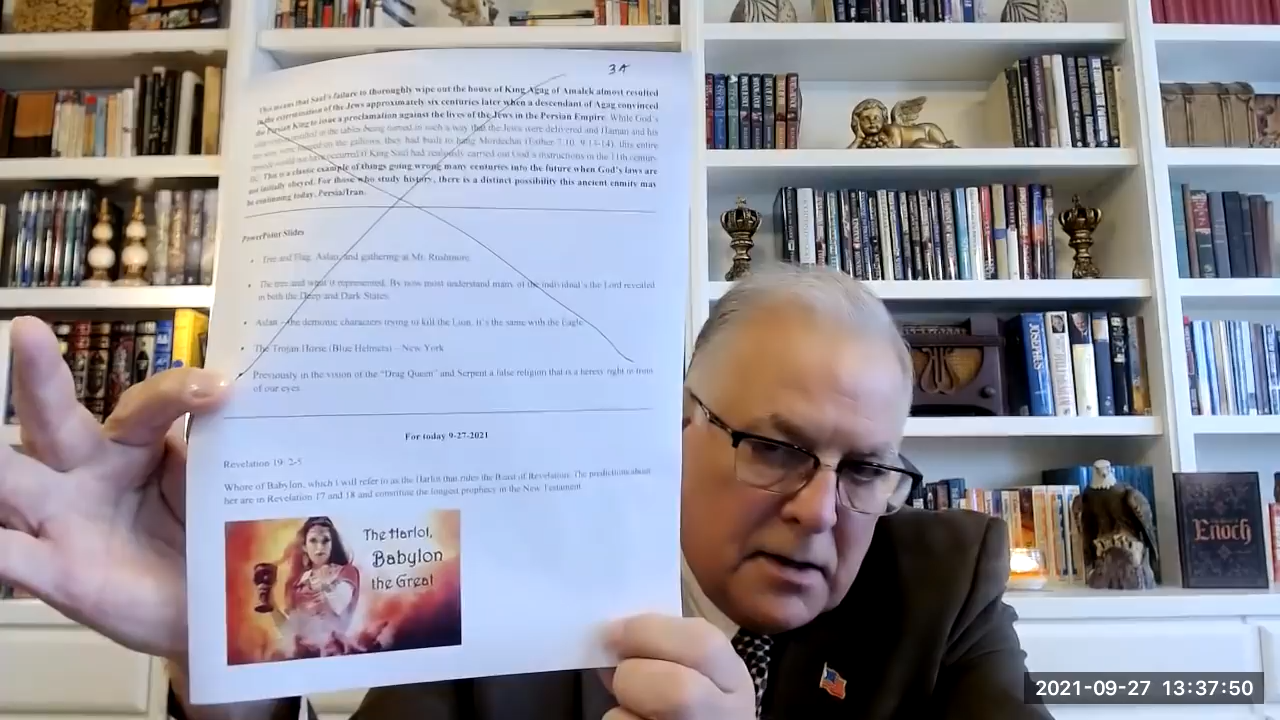 3A
This means that Saul's failure to thoroughly wipe out the house of King Agag of Amalek almost resulted
in the extermination of the Jews approximately six centuries later when a descendant of Agag convinced
the Persian King to issue a proclamation against the lives of the Jews in the Persian Empire. While God's
resulted in the tables being turned in such a way that the Jews were delivered and Haman and his
on the gallows, they had built to hang Mordechai (Esther 7:10, 9:13-14), this entire
would not have occurred if King Saul had zealously carried out God's instructions in the 11th century
BC. This is a classic example of things going wrong many centuries into the future when God's laws are
not initially obeyed. For those who study history, there is a distinct possibility this ancient enmity may
be continuing today, Persia/Iran.
PowerPoint Slides
• Tree and Flag, Aslan, and gathering at Mt. Rushmore
• The tree and what it represented. By now most understand many of the individual's the Lord revealed
in both the Deep and Dark States.
• Aslan – the demonic characters trying to kill the Lion. It's the same with the Eagle
• The Trojan Horse (Blue Helmets) – New York
• Previously in the vision of the "Drag Queen" and Serpent a false religion that is a heresy right in front
of our eyes
For today 9-27-2021
Revelation 19: 2-5
Whore of Babylon, which I will refer to as the Harlot that rules the Beast of Revelation. The predictions about
her are in Revelation 17 and 18 and constitute the longest prophecy in the New Testament.
The Harlot,
Babylon
the Great
JOSEPHUS
Enoch
2021-09-27 13:37:50